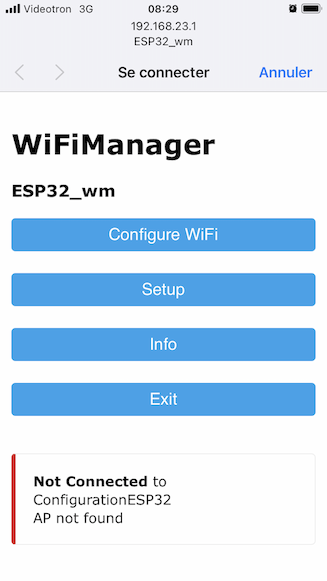 Videotron 3G 08:29
192.168.23.1
ESP32_wm
Se connecter Annuler
WiFiManager
ESP32_wm
Configure WiFi
Setup
Info
Exit
Not Connected to
ConfigurationESP32
AP not found